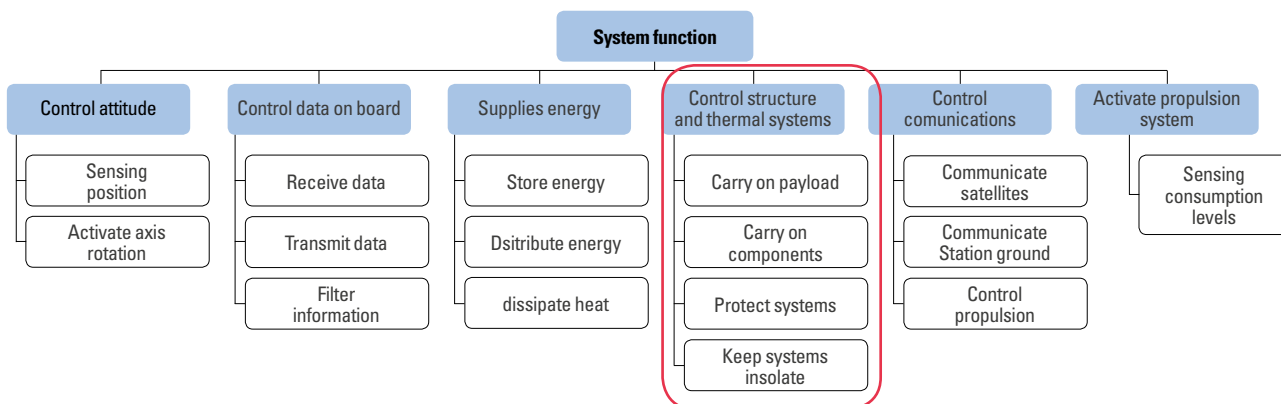 System function
Control attitude
Sensing
position
Activate axis
rotation
Control data on board
Receive data
Transmit data
Filter
information
Supplies energy
Store energy
Dsitribute energy
dissipate heat
Control structure
and thermal systems
Carry on payload
Carry on
components
Protect systems
Keep systems
insolate
Control
comunications
Communicate
satellites
Communicate
Station ground
Control
propulsion
Activate propulsion
system
Sensing
consumption
levels